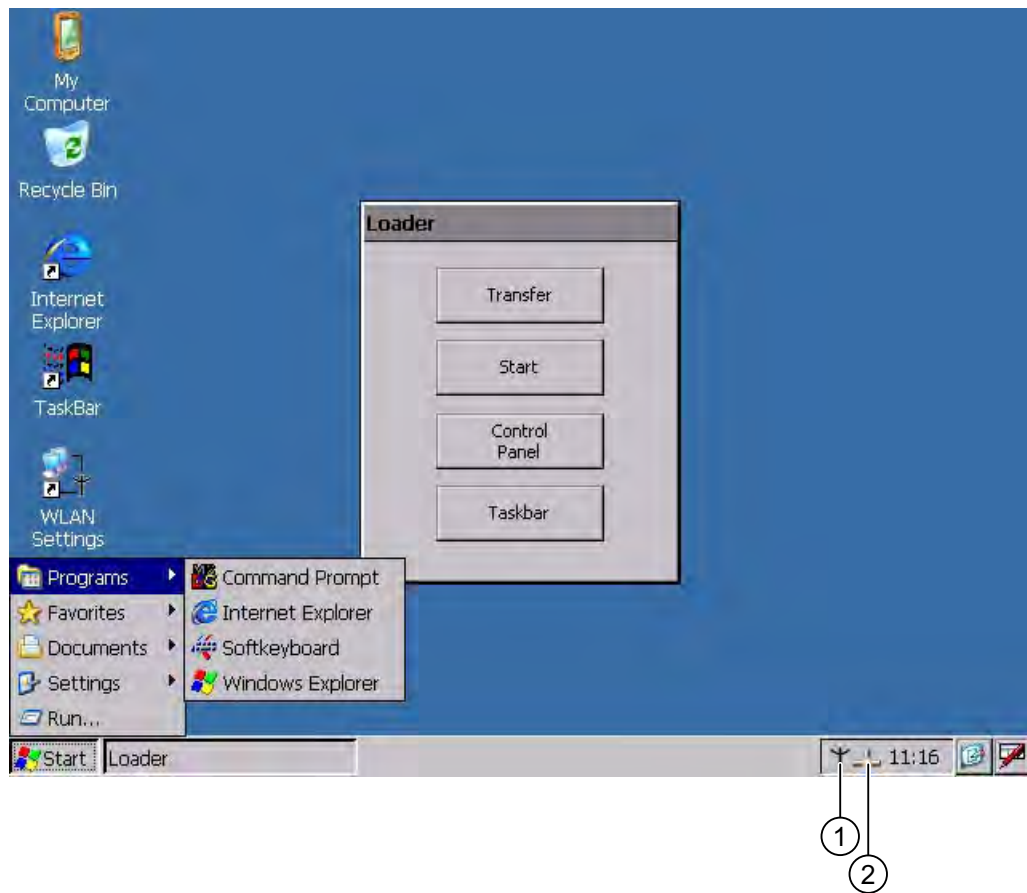 My
Computer
Recycle Bin
Internet
Explorer
TaskBar
WLAN
Settings
Loader
Transfer
Start
Control
Panel
Taskbar
Programs
Favorites
Documents
Settings
Run...
Command Prompt
Internet Explorer
Softkeyboard
Windows Explorer
Start
Loader
11:16
1
2